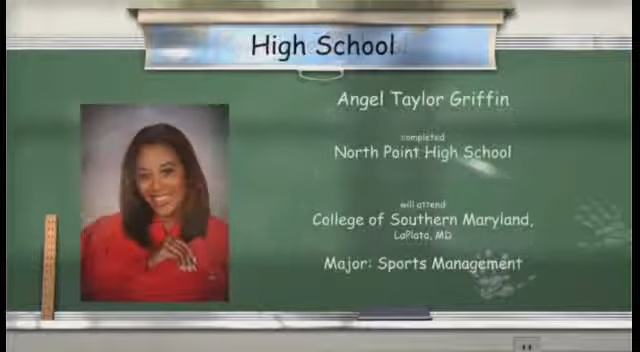 High School
Angel Taylor Griffin
completed
North Point High School
will attend
College of Southern Maryland,
LaPlata, MD
Major: Sports Management